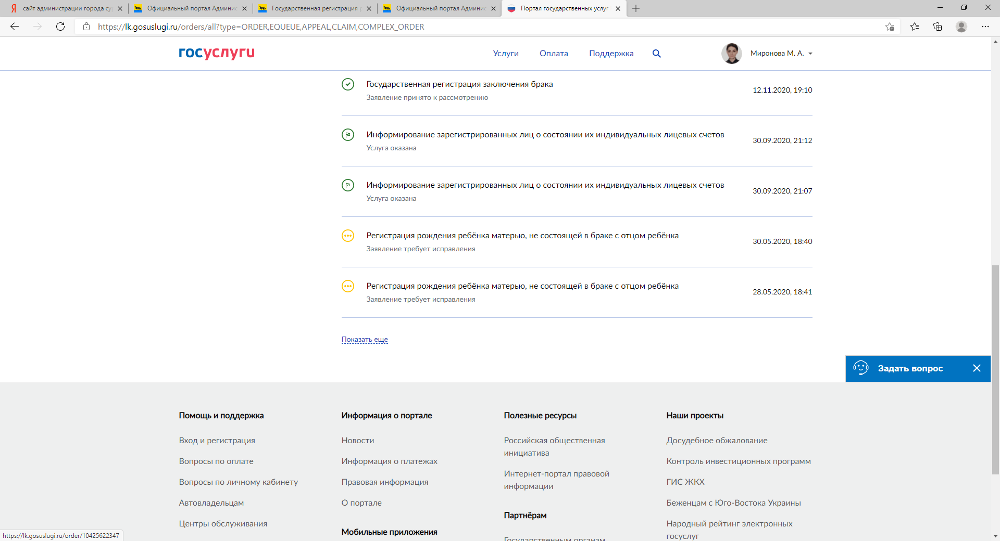 сайт администрации города су
Официальный портал Админис
Государственная регистрация р
Официальный портал Админис
Портал государственных услуг
https://lk.gosuslugi.ru/orders/all?type=ORDER,EQUEUE,APPEAL,CLAIM,COMPLEX_ORDER
госуслуги
Услуги
Оплата
Поддержка
Миронова М. А.
Государственная регистрация заключения брака
Заявление принято к рассмотрению
12.11.2020, 19:10
Информирование зарегистрированных лиц о состоянии их индивидуальных лицевых счетов
Услуга оказана
30.09.2020, 21:12
Информирование зарегистрированных лиц о состоянии их индивидуальных лицевых счетов
Услуга оказана
30.09.2020, 21:07
Регистрация рождения ребёнка матерью, не состоящей в браке с отцом ребёнка
Заявление требует исправления
30.05.2020, 18:40
Регистрация рождения ребёнка матерью, не состоящей в браке с отцом ребёнка
Заявление требует исправления
28.05.2020, 18:41
Показать еще
Задать вопрос
Помощь и поддержка
Вход и регистрация
Вопросы по оплате
Вопросы по личному кабинету
Автовладельцам
Центры обслуживания
Информация о портале
Новости
Информация о платежах
Правовая информация
О портале
Мобильные приложения
Полезные ресурсы
Российская общественная
инициатива
Интернет-портал правовой
информации
Партнёрам
Государственным органам
Наши проекты
Досудебное обжалование
Контроль инвестиционных программ
ГИС ЖКХ
Беженцам с Юго-Востока Украины
Народный рейтинг электронных
госуслуг
https://lk.gosuslugi.ru/order/10425622347